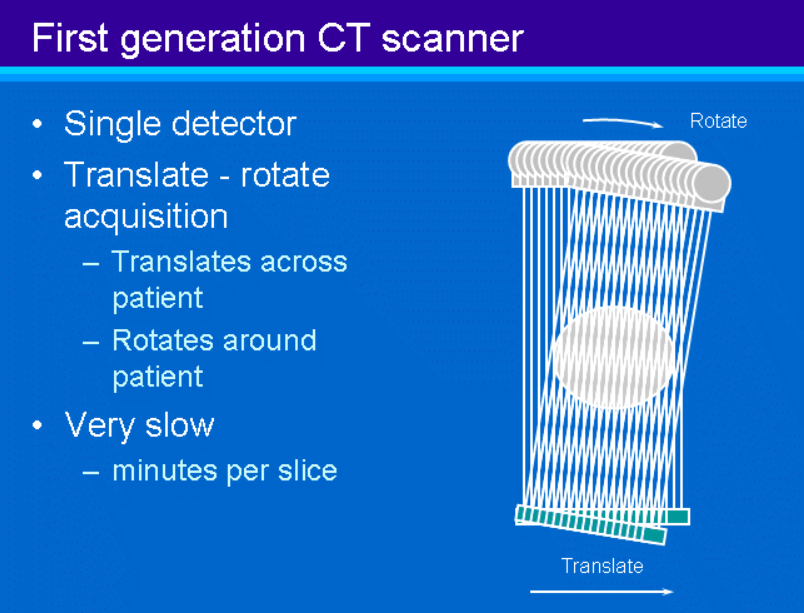 First generation CT scanner
• Single detector
• Translate - rotate
acquisition
– Translates across
patient
– Rotates around
patient
• Very slow
– minutes per slice
Rotate
Translate